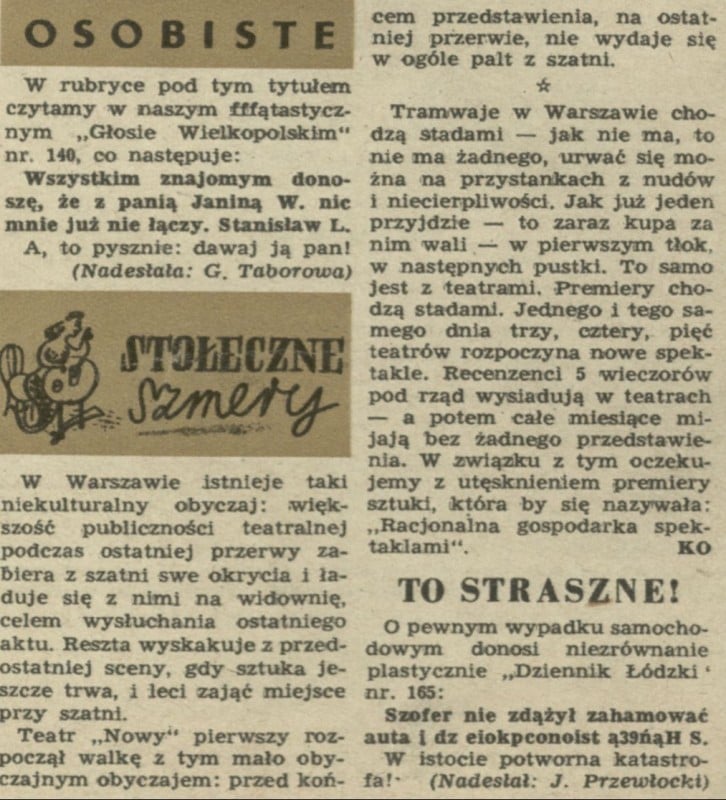 OSOBISTE
W rubryce pod tym tytułem
czytamy w naszym fffątastycz-
nym „Głosie Wielkopolskim"
nr. 140, co następuje:
Wszystkim znajomym dono-
szę, że z panią Janiną W. nic
mnie już nie łączy. Stanisław L.
A, to pysznie: dawaj ją pan!
(Nadesłała: G. Taborowa)
STOŁECZNE
Szmery
W Warszawie istnieje taki
niekulturalny obyczaj: więk-
szość publiczności teatralnej
podczas ostatniej przerwy za-
biera z szatni swe okrycia i ła-
duje się z nimi na widownię,
celem wysłuchania ostatniego
aktu. Reszta wyskakuje z przed-
ostatniej sceny, gdy sztuka je-
szcze trwa, i leci zająć miejsce
przy szatni.
Teatr „Nowy" pierwszy roz-
począł walkę z tym mało oby-
czajnym obyczajem: przed koń-
cem przedstawienia, na ostat-
niej przerwie, nie wydaje się
w ogóle palt z szatni.
☆
Tramwaje w Warszawie cho-
dzą stadami — jak nie ma, to
nie ma żadnego, urwać się mo-
żna na przystankach z nudów
i niecierpliwości. Jak już jeden
przyjdzie — to zaraz kupa za
nim wali — w pierwszym tłok,
w następnych pustki. To samo
jest z teatrami. Premiery cho-
dzą stadami. Jednego i tego sa-
mego dnia trzy, cztery, pięć
teatrów rozpoczyna nowe spek-
takle. Recenzenci 5 wieczorów
pod rząd wysiadują w teatrach
— a potem całe miesiące mi-
jają bez żadnego przedstawie-
nia. W związku z tym oczeku-
jemy z utęsknieniem premiery
sztuki, która by się nazywała:
„Racjonalna gospodarka spek-
taklami". KO
TO STRASZNE!
O pewnym wypadku samocho-
dowym donosi niezrównanie
plastycznie „Dziennik Łódzki'
nr. 165:
Szofer nie zdążył zahamować
auta i dz eiokpconoist ą39ńąH S.
W istocie potworna katastro-
fa! (Nadesłał: J. Przewłocki)